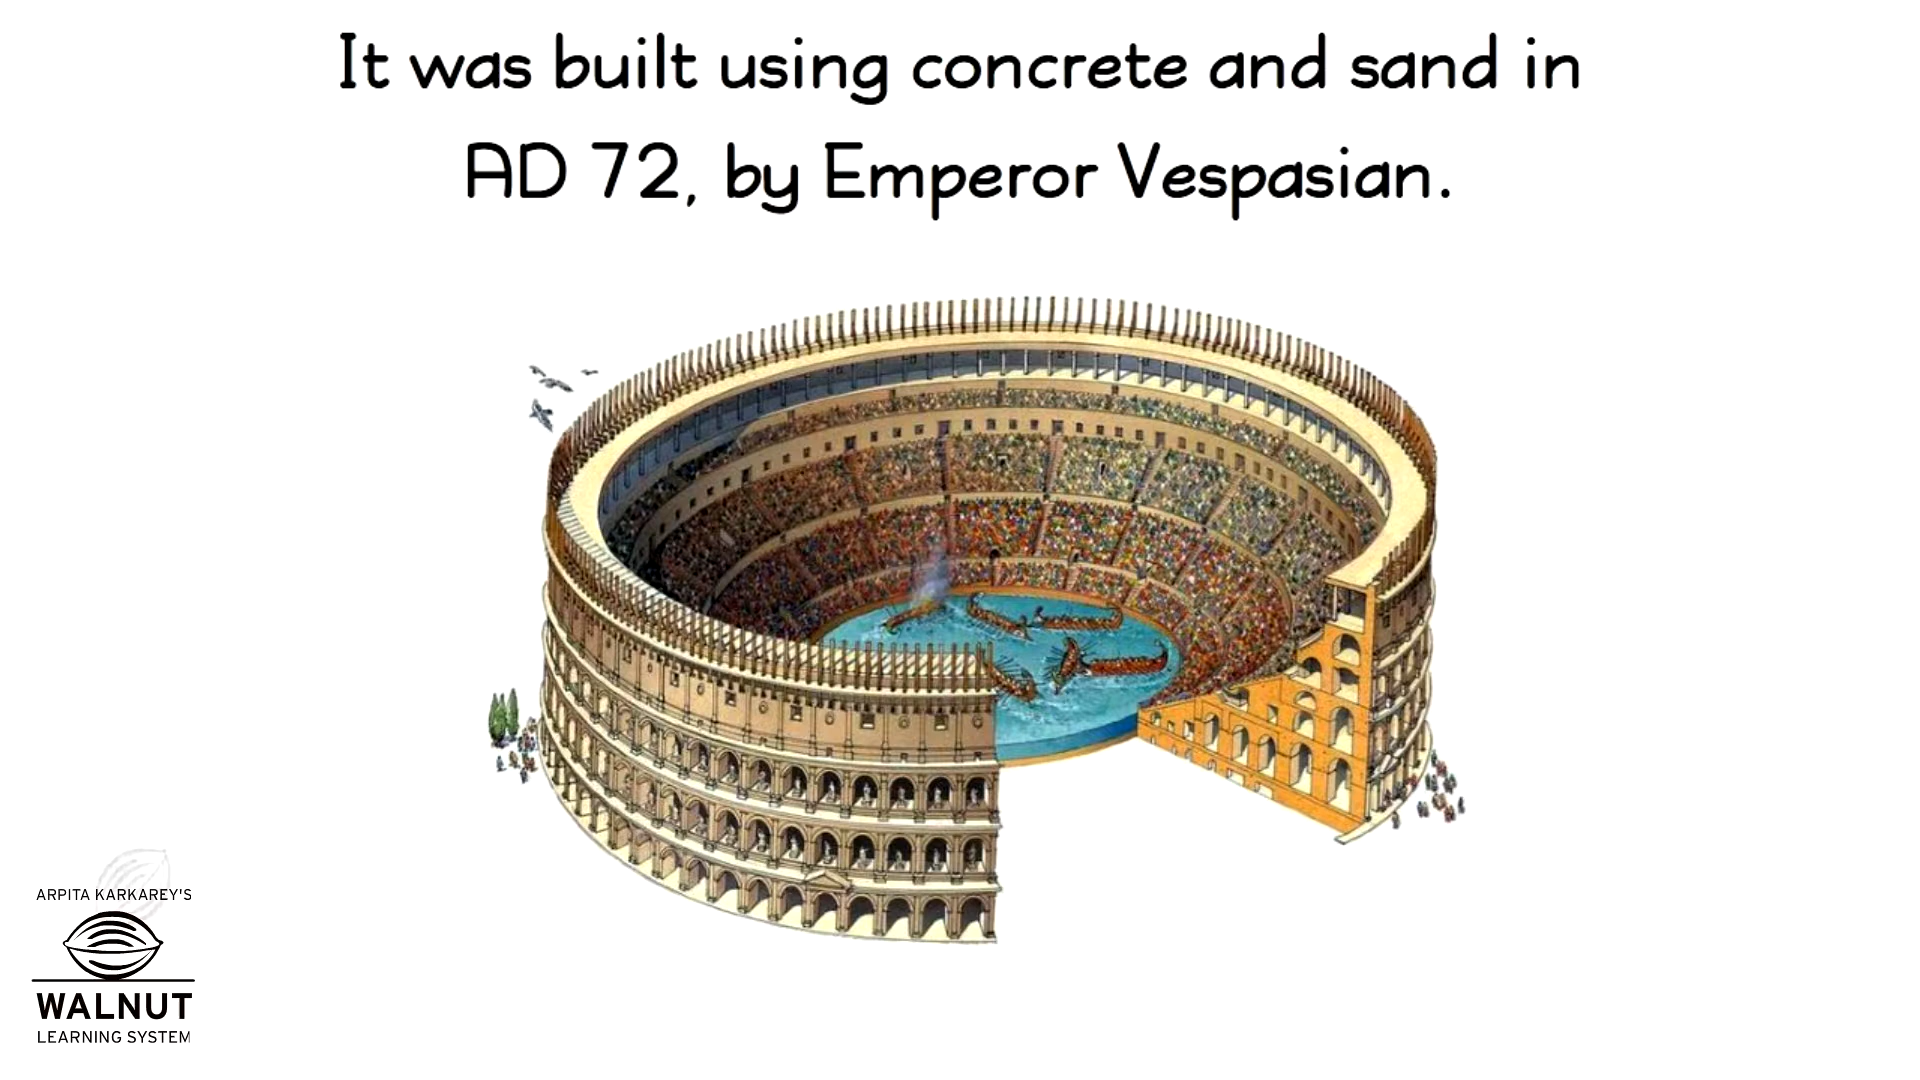 It was built using concrete and sand in
AD 72, by Emperor Vespasian.
ARPITA KARKAREY'S
WALNUT
LEARNING SYSTEM